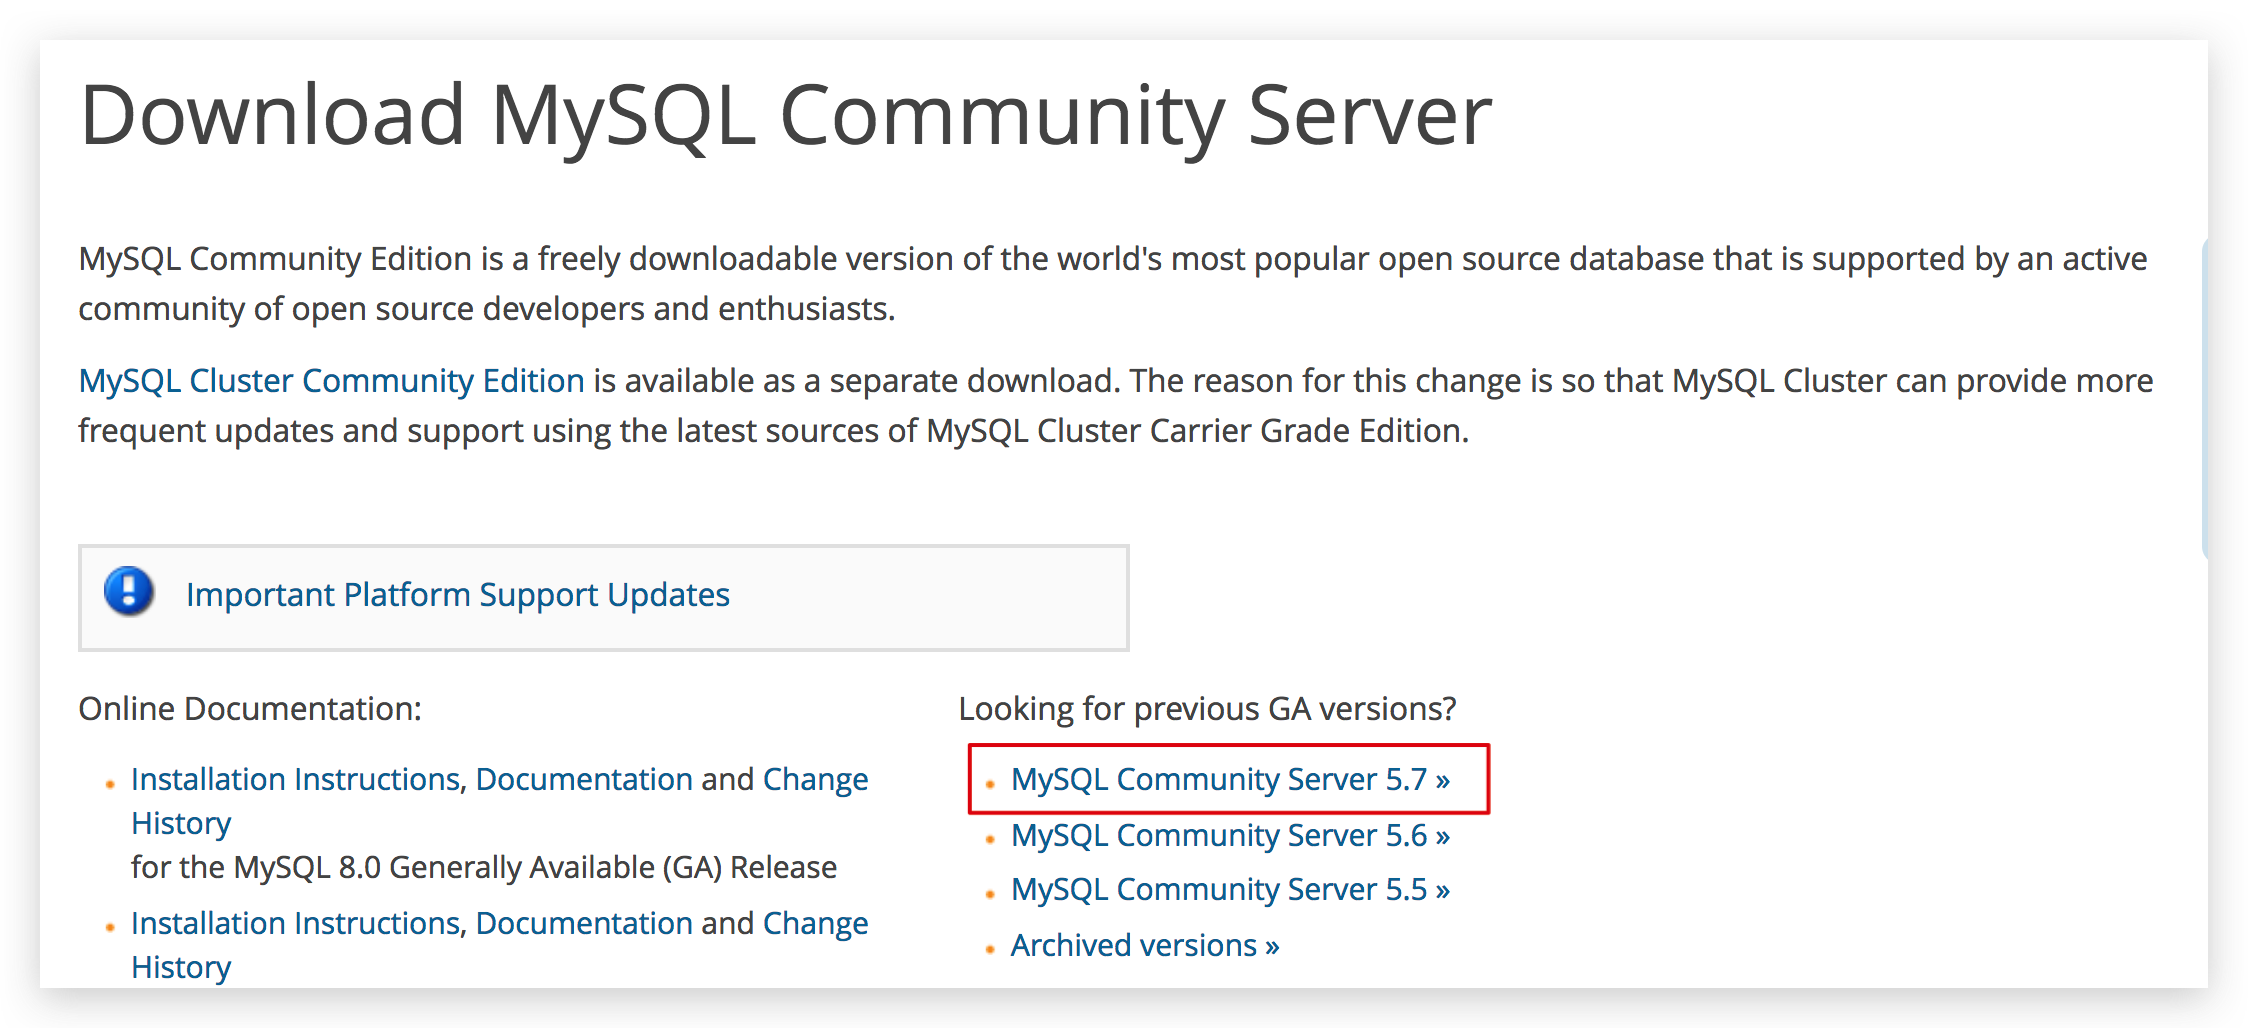 Download MySQL Community Server
MySQL Community Edition is a freely downloadable version of the world's most popular open source database that is supported by an active
community of open source developers and enthusiasts.
MySQL Cluster Community Edition is available as a separate download. The reason for this change is so that MySQL Cluster can provide more
frequent updates and support using the latest sources of MySQL Cluster Carrier Grade Edition.
Important Platform Support Updates
Online Documentation:
Installation Instructions, Documentation and Change
History
for the MySQL 8.0 Generally Available (GA) Release
Installation Instructions, Documentation and Change
History
Looking for previous GA versions?
MySQL Community Server 5.7 »
MySQL Community Server 5.6 »
MySQL Community Server 5.5 »
Archived versions »